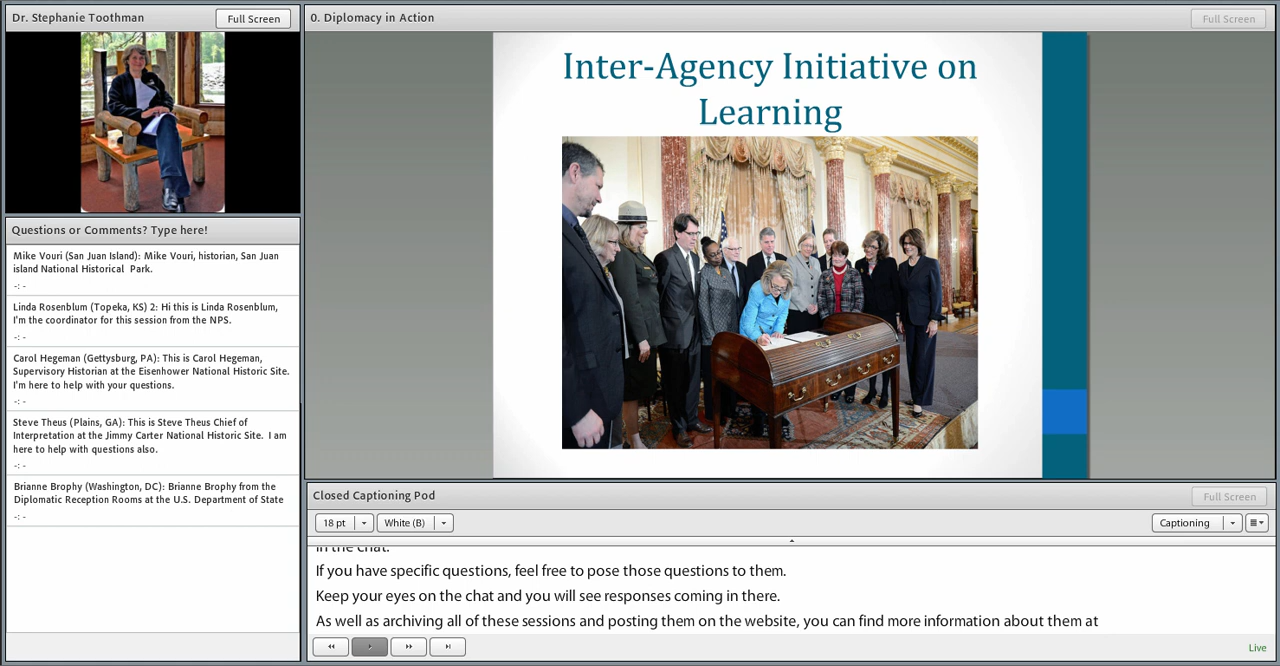 Dr. Stephanie Toothman
Full Screen
Questions or Comments? Type here!
Mike Vouri (San Juan Island): Mike Vouri, historian, San Juan
island National Historical Park.
-: -
Linda Rosenblum (Topeka, KS) 2: Hi this is Linda Rosenblum,
I'm the coordinator for this session from the NPS.
-: -
Carol Hegeman (Gettysburg, PA): This is Carol Hegeman,
Supervisory Historian at the Eisenhower National Historic Site.
I'm here to help with your questions.
-: -
Steve Theus (Plains, GA): This is Steve Theus Chief of
Interpretation at the Jimmy Carter National Historic Site. I am
here to help with questions also.
-: -
Brianne Brophy (Washington, DC): Brianne Brophy from the
Diplomatic Reception Rooms at the U.S. Department of State
-: -
0. Diplomacy in Action
Full Screen
Inter-Agency Initiative on
Learning
Closed Captioning Pod
Full Screen
18 pt
White (B)
Captioning
in the chat.
If you have specific questions, feel free to pose those questions to them.
Keep your eyes on the chat and you will see responses coming in there.
As well as archiving all of these sessions and posting them on the website, you can find more information about them at
Live